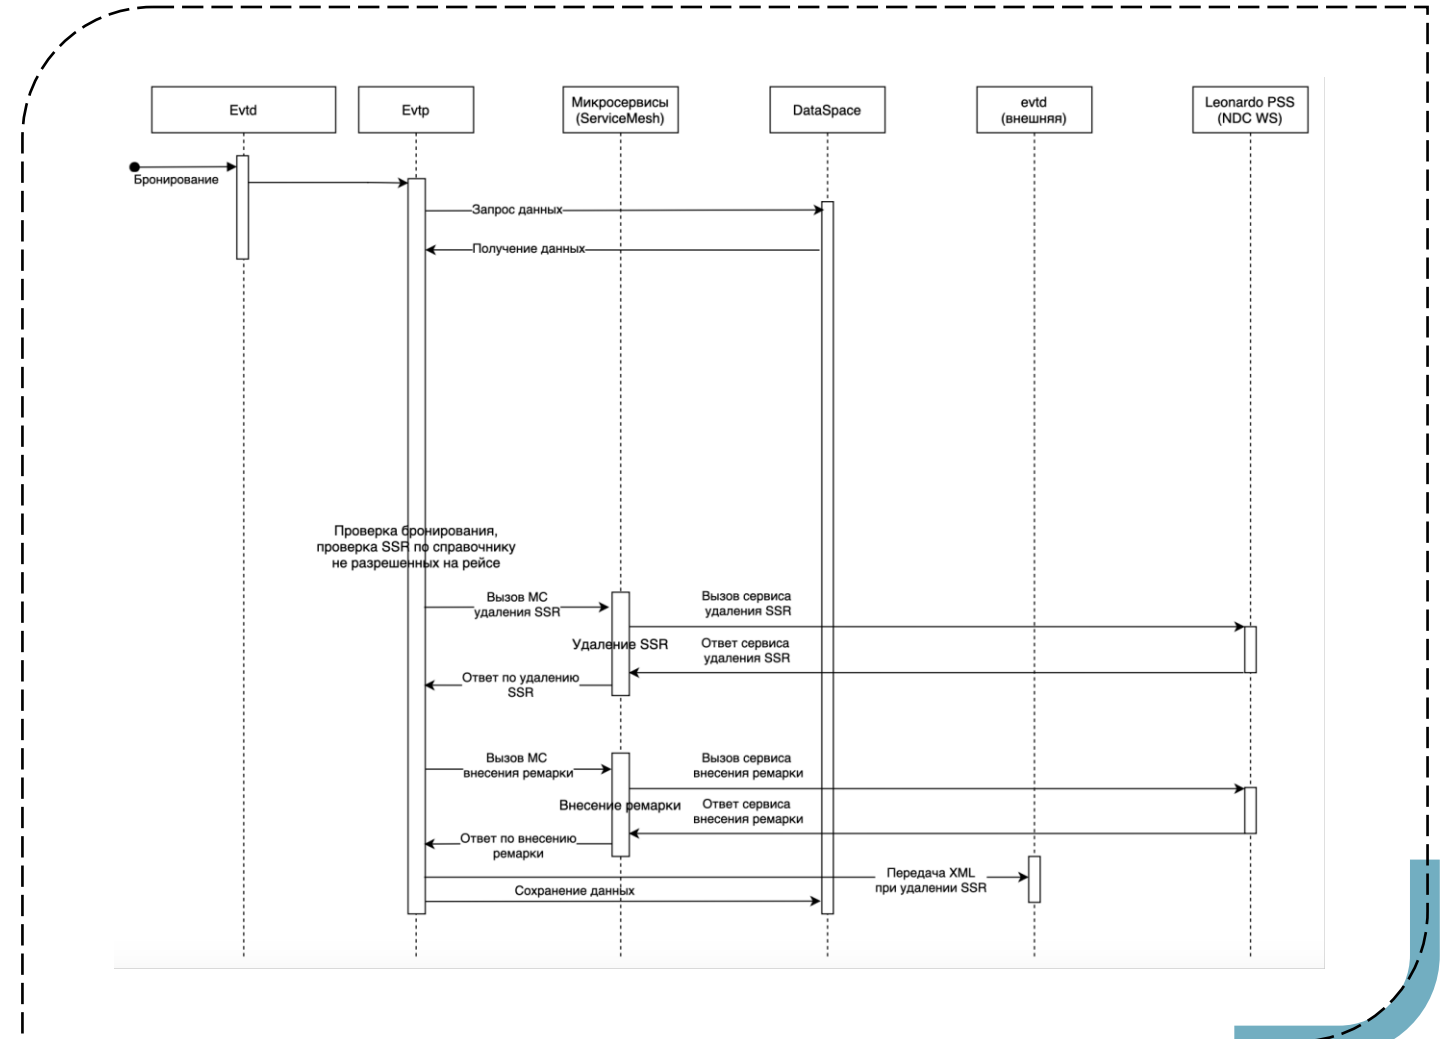 Evtd
Evtp
Микросервисы
(ServiceMesh)
DataSpace
evtd
(внешняя)
Leonardo PSS
(NDC WS)
Бронирование
Запрос данных
Получение данных
Проверка бронирования,
проверка SSR по справочнику
не разрешенных на рейсе
Вызов МС
удаления SSR
Вызов сервиса
удаления SSR
Удаление SSR
Ответ сервиса
удаления SSR
Ответ по удалению
SSR
Вызов МС
внесения ремарки
Вызов сервиса
внесения ремарки
Внесение ремарки
Ответ сервиса
внесения ремарки
Ответ по внесению
ремарки
Передача XML
при удалении SSR
Сохранение данных